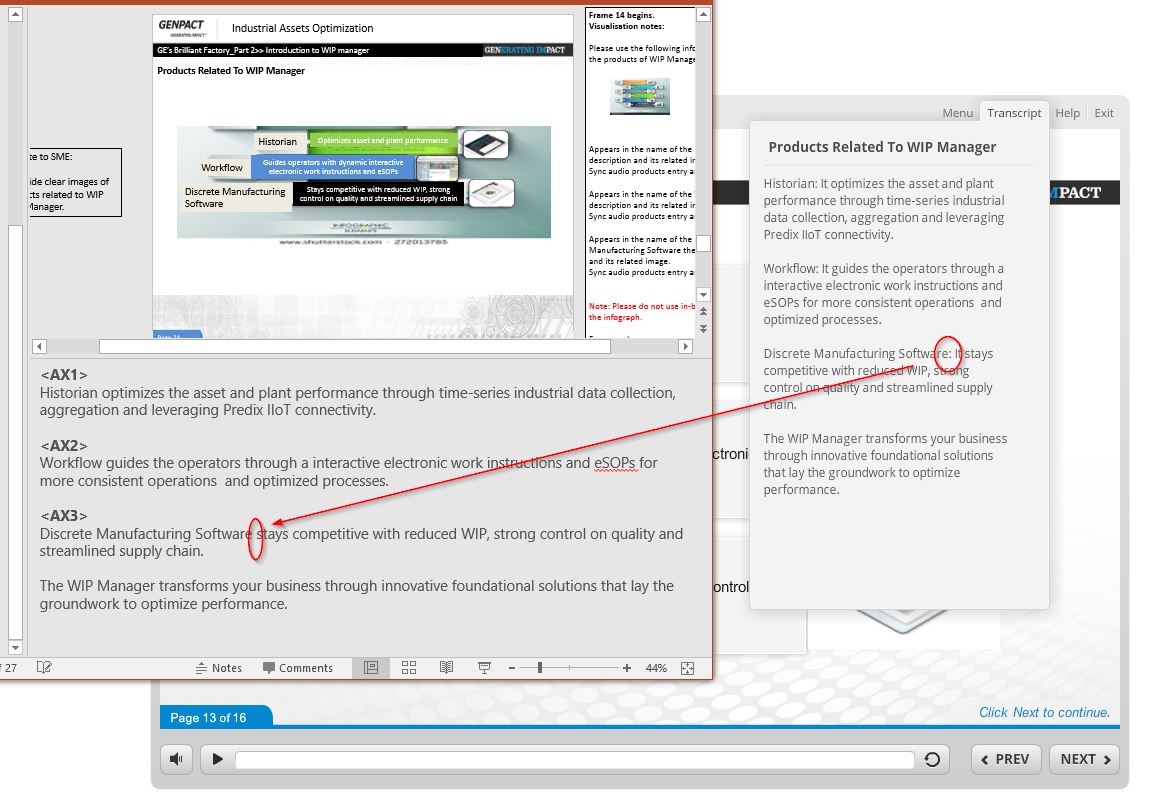 GENPACT
GENERATING IMPACT
Industrial Assets Optimization
GE's Brilliant Factory_Part 2>> Introduction to WIP manager
GENERATING IMPACT
Products Related To WIP Manager
Historian
Optimizes asset and plant performance
Workflow
Guides operators with dynamic interactive
electronic work instructions and eSOPs
Discrete Manufacturing
Software
Stays competitive with reduced WIP, strong
control on quality and streamlined supply chain
INFOGRAPHIC
ELEMENTS
www.shutterstock.com · 272013785
te to SME:
ide clear images of
cts related to WIP
Manager.
Frame 14 begins.
Visualisation notes:
Please use the following info
the products of WIP Manage
Appears in the name of the
description and its related in
Sync audio products entry as
Appears in the name of the
description and its related in
Sync audio products entry as
Appears in the name of the
Manufacturing Software the
and its related image.
Sync audio products entry as
Note: Please do not use in-b
the infograph.
<AX1>
Historian optimizes the asset and plant performance through time-series industrial data collection,
aggregation and leveraging Predix IIoT connectivity.
<AX2>
Workflow guides the operators through a interactive electronic work instructions and eSOPs for
more consistent operations  and optimized processes.
<AX3>
Discrete Manufacturing Software stays competitive with reduced WIP, strong control on quality and
streamlined supply chain.
The WIP Manager transforms your business through innovative foundational solutions that lay the
groundwork to optimize performance.
f 27
Notes
Comments
44%
Menu
Transcript
Help
Exit
MPACT
Products Related To WIP Manager
Historian: It optimizes the asset and plant
performance through time-series industrial
data collection, aggregation and leveraging
Predix IIoT connectivity.
Workflow: It guides the operators through a
interactive electronic work instructions and
eSOPs for more consistent operations  and
optimized processes.
Discrete Manufacturing Software: It stays
competitive with reduced WIP, strong
control on quality and streamlined supply
chain.
The WIP Manager transforms your business
through innovative foundational solutions
that lay the groundwork to optimize
performance.
ctroni
ontrol
Page 13 of 16
Click Next to continue.
PREV
NEXT